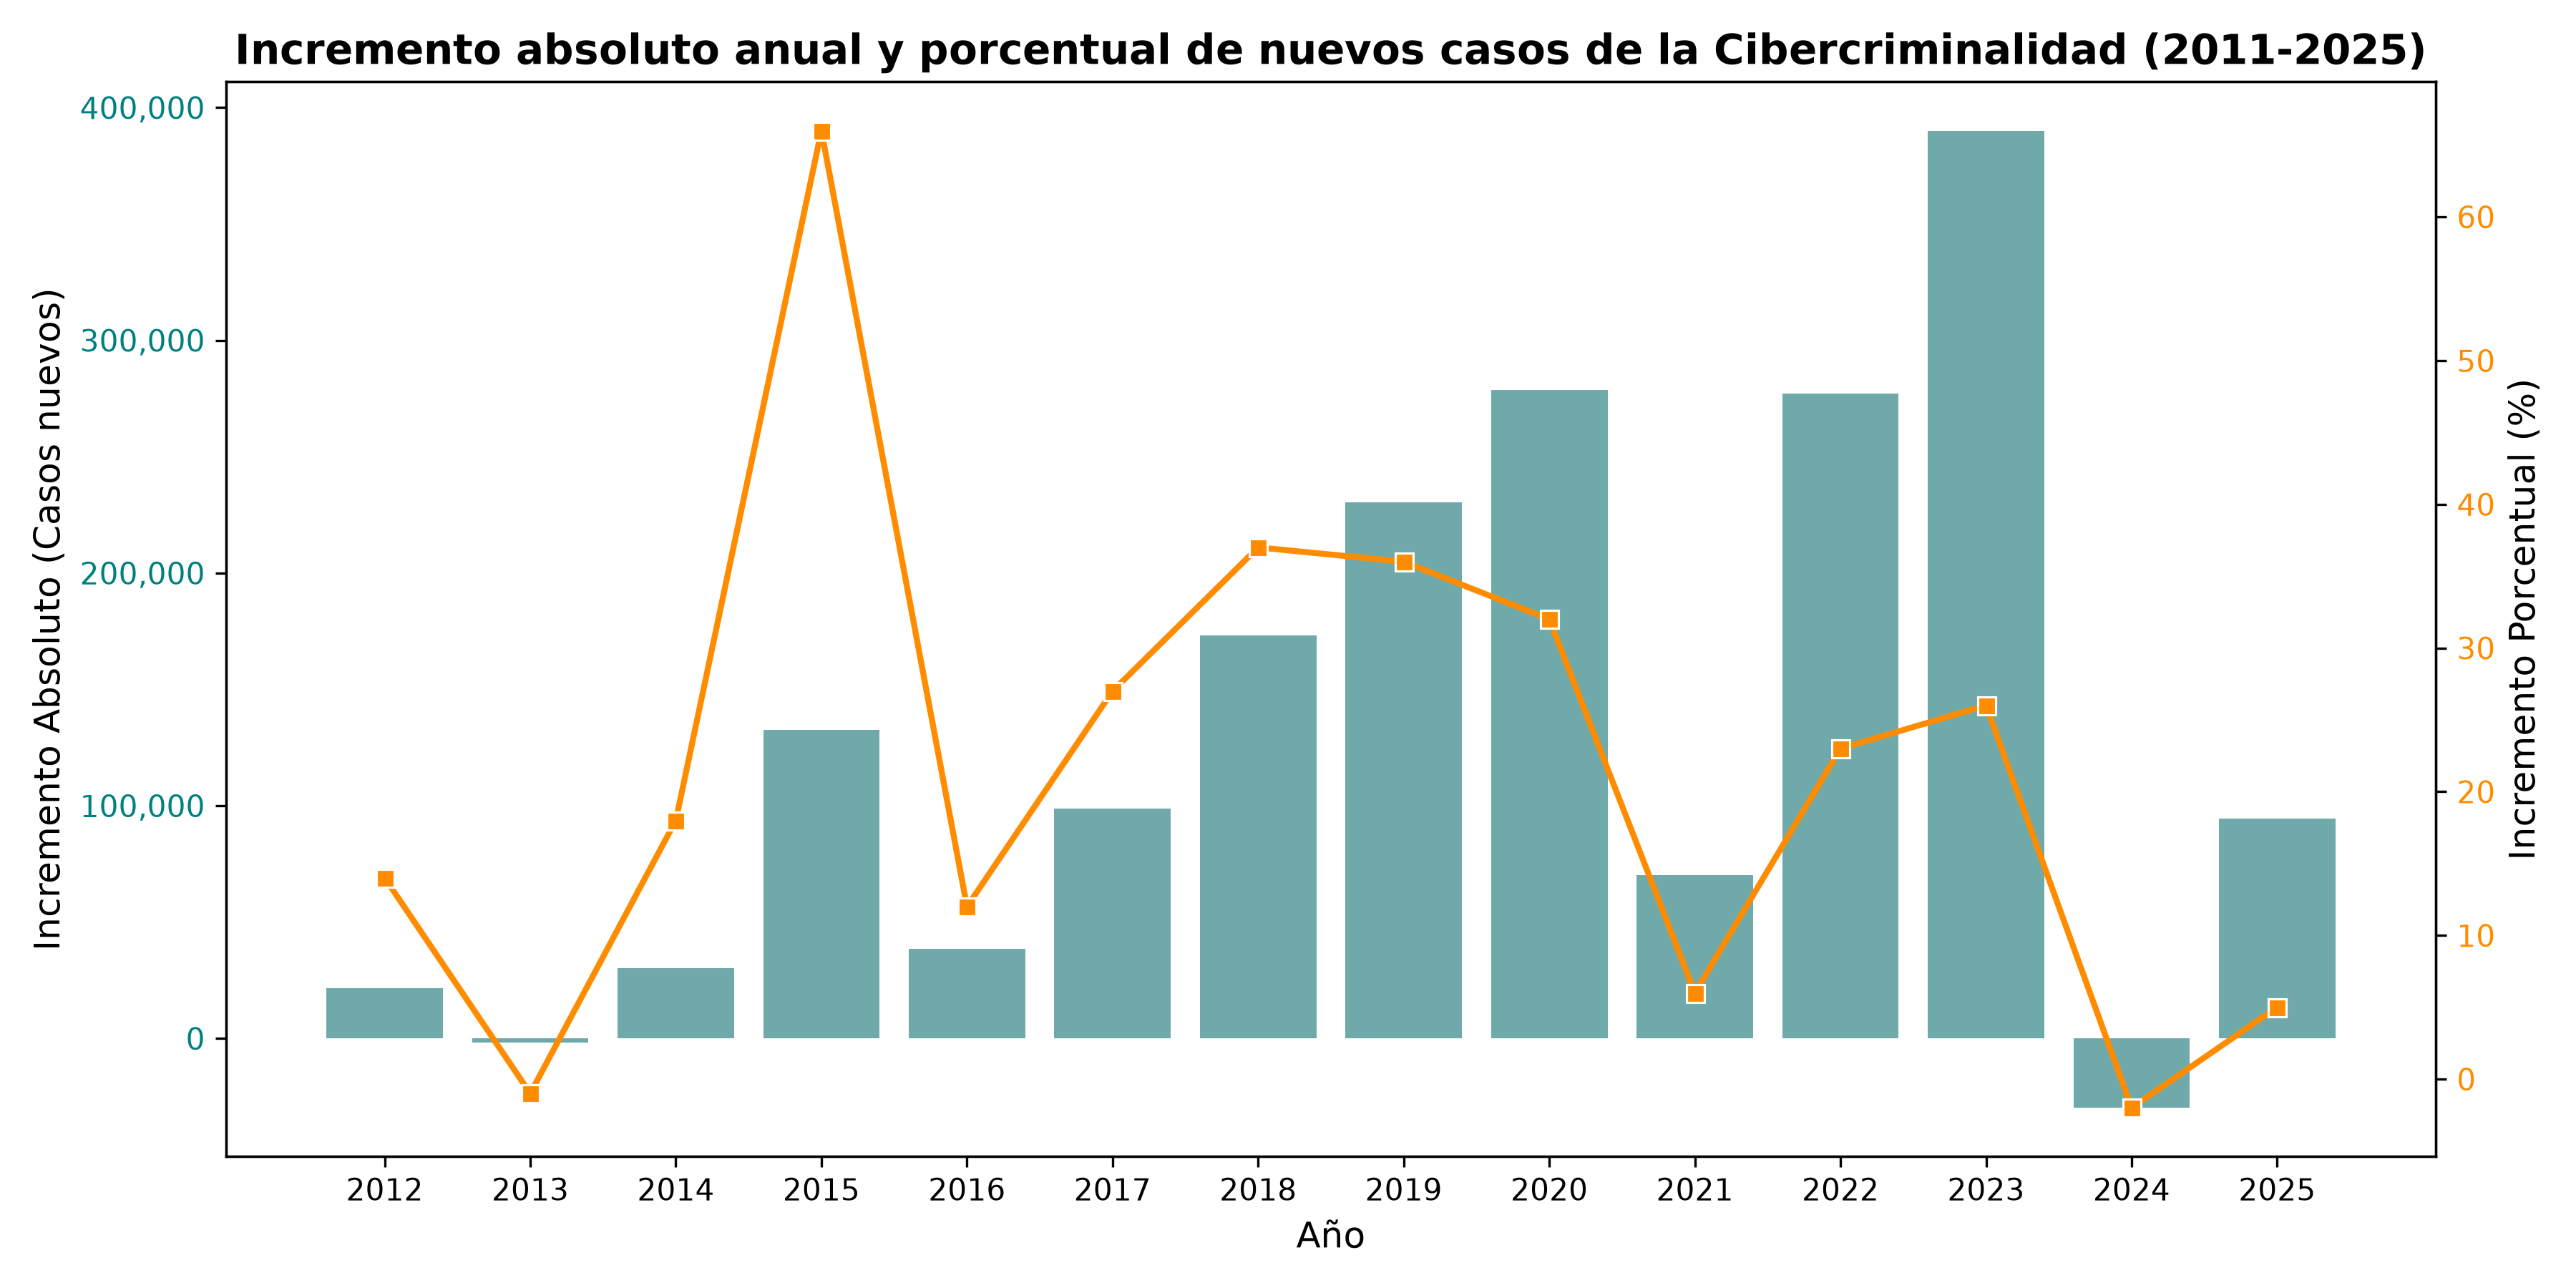 Incremento absoluto anual y porcentual de nuevos casos de la Cibercriminalidad (2011-2025)
Incremento Absoluto (Casos nuevos)
400,000
300,000
200,000
100,000
0
60
50
40
30
20
10
0
Incremento Porcentual (%)
2012 2013 2014 2015 2016 2017 2018 2019 2020 2021 2022 2023 2024 2025
Año